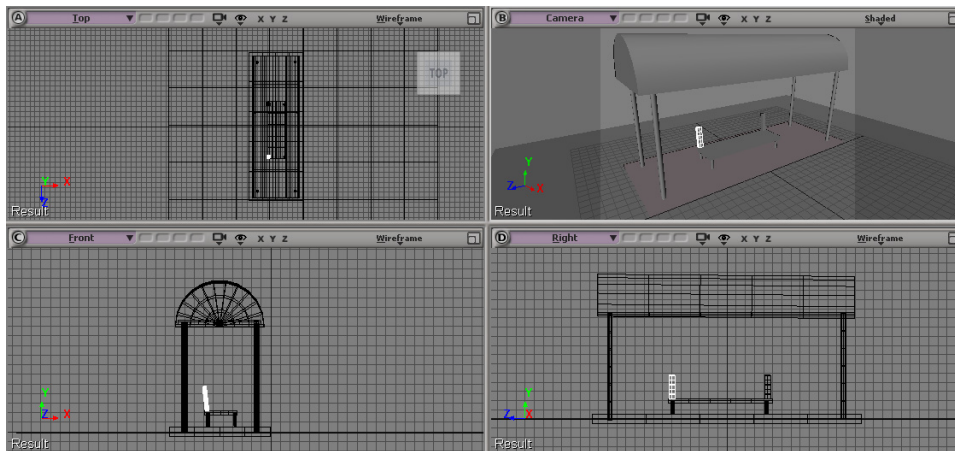 A Top X Y Z Wireframe
TOP
Y X
Z
Result
B Camera X Y Z Shaded
Y
Z X
Result
C Front X Y Z Wireframe
Y
Z X
Result
D Right X Y Z Wireframe
Y
Z X
Result